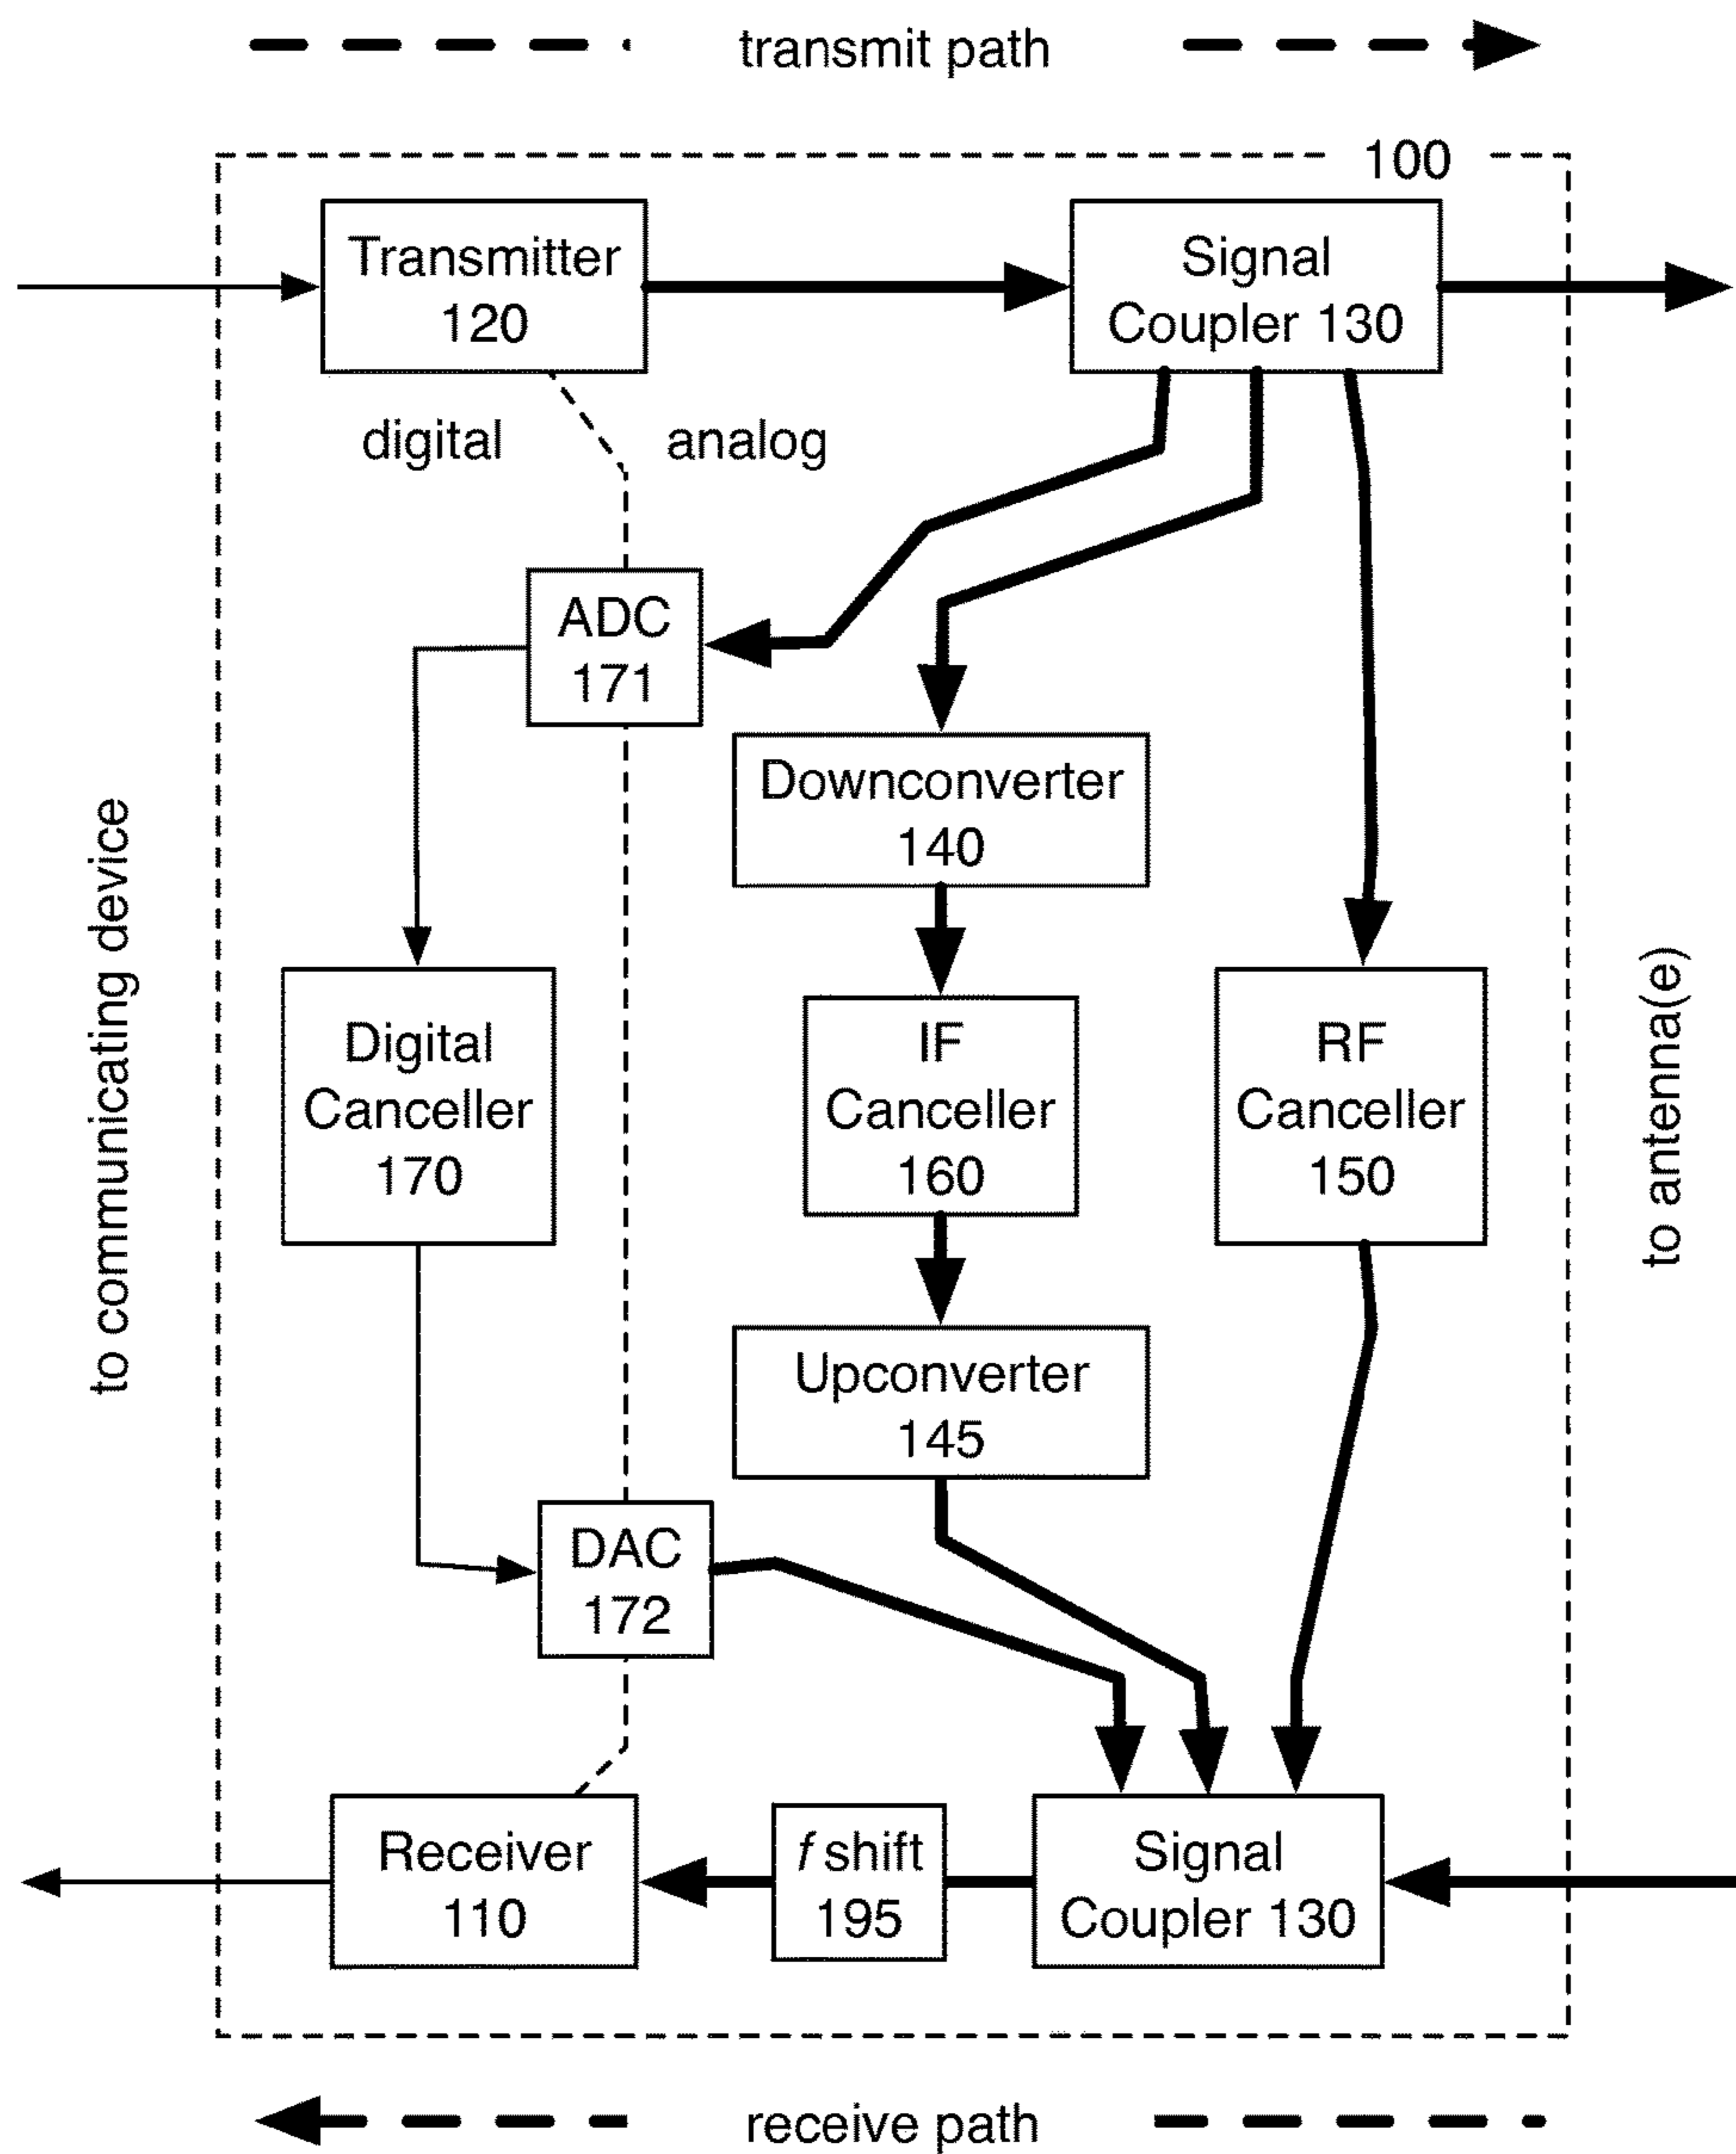 transmit path
100
Transmitter
120
Signal
Coupler 130
digital
analog
ADC
171
Downconverter
140
to communicating device
Digital
Canceller
170
IF
Canceller
160
RF
Canceller
150
to antenna(e)
Upconverter
145
DAC
172
Receiver
110
f shift
195
Signal
Coupler 130
receive path